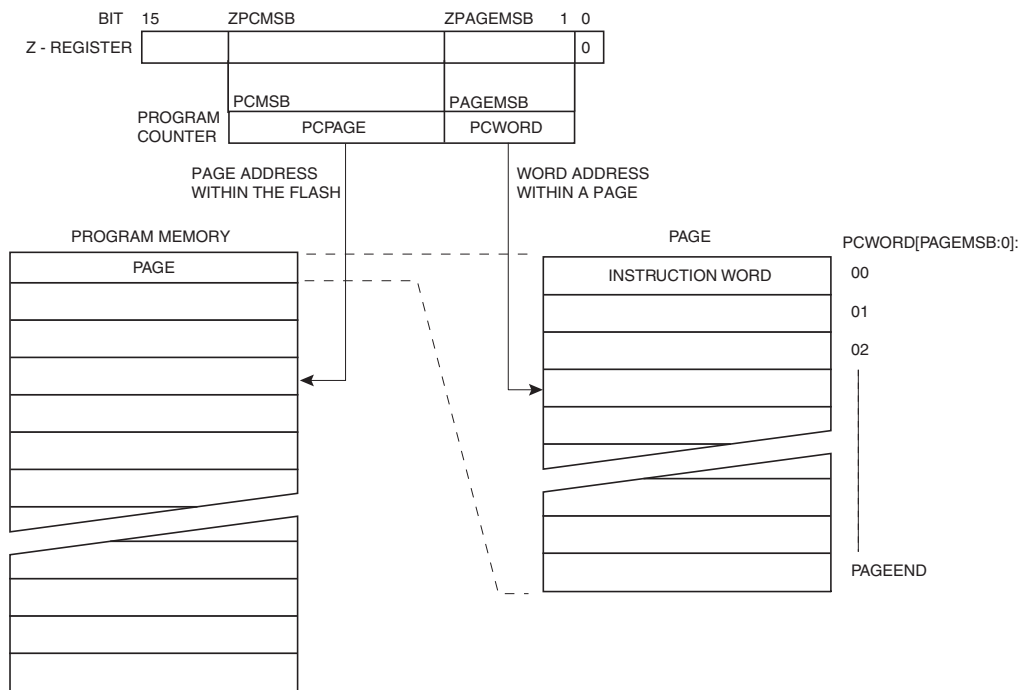 BIT 15 ZPCMSB ZPAGEMSB 1 0
Z - REGISTER 0
PCMSB PAGEMSB
PROGRAM
COUNTER
PCPAGE PCWORD
PAGE ADDRESS
WITHIN THE FLASH
WORD ADDRESS
WITHIN A PAGE
PROGRAM MEMORY
PAGE
PAGE
PCWORD[PAGEMSB:0]:
INSTRUCTION WORD
00
01
02
PAGEEND